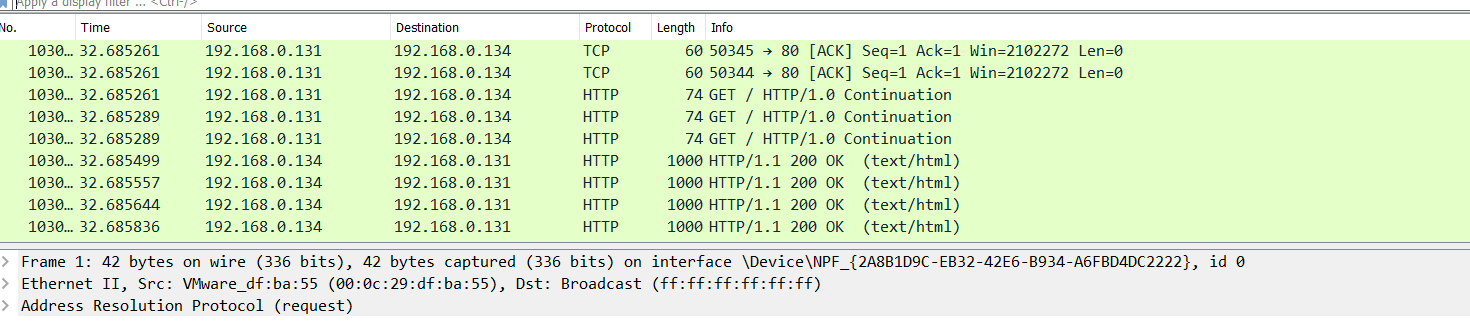 Apply a display filter ... <Ctrl-/>
No. Time Source Destination Protocol Length Info
1030… 32.685261 192.168.0.131 192.168.0.134 TCP 60 50345 → 80 [ACK] Seq=1 Ack=1 Win=2102272 Len=0
1030… 32.685261 192.168.0.131 192.168.0.134 TCP 60 50344 → 80 [ACK] Seq=1 Ack=1 Win=2102272 Len=0
1030… 32.685261 192.168.0.131 192.168.0.134 HTTP 74 GET / HTTP/1.0 Continuation
1030… 32.685289 192.168.0.131 192.168.0.134 HTTP 74 GET / HTTP/1.0 Continuation
1030… 32.685289 192.168.0.131 192.168.0.134 HTTP 74 GET / HTTP/1.0 Continuation
1030… 32.685499 192.168.0.134 192.168.0.131 HTTP 1000 HTTP/1.1 200 OK (text/html)
1030… 32.685557 192.168.0.134 192.168.0.131 HTTP 1000 HTTP/1.1 200 OK (text/html)
1030… 32.685644 192.168.0.134 192.168.0.131 HTTP 1000 HTTP/1.1 200 OK (text/html)
1030… 32.685836 192.168.0.134 192.168.0.131 HTTP 1000 HTTP/1.1 200 OK (text/html)
Frame 1: 42 bytes on wire (336 bits), 42 bytes captured (336 bits) on interface \Device\NPF_{2A8B1D9C-EB32-42E6-B934-A6FBD4DC2222}, id 0
Ethernet II, Src: VMware_df:ba:55 (00:0c:29:df:ba:55), Dst: Broadcast (ff:ff:ff:ff:ff:ff)
Address Resolution Protocol (request)